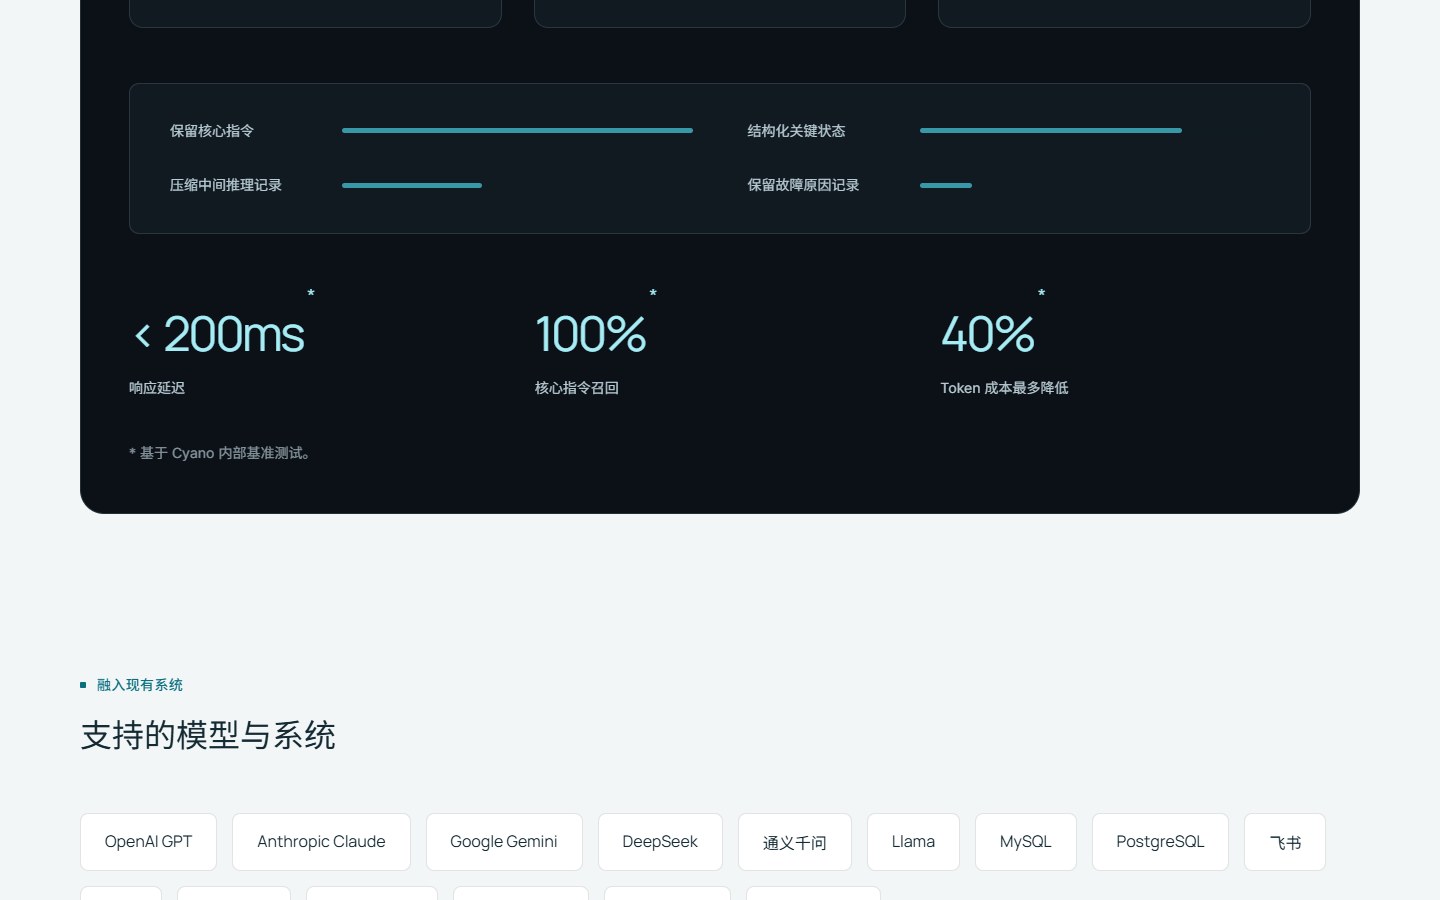 保留核心指令
结构化关键状态
压缩中间推理记录
保留故障原因记录
< 200ms*
100%*
40%*
响应延迟
核心指令召回
Token 成本最多降低
* 基于 Cyano 内部基准测试。
融入现有系统
支持的模型与系统
OpenAI GPT
Anthropic Claude
Google Gemini
DeepSeek
通义千问
Llama
MySQL
PostgreSQL
飞书